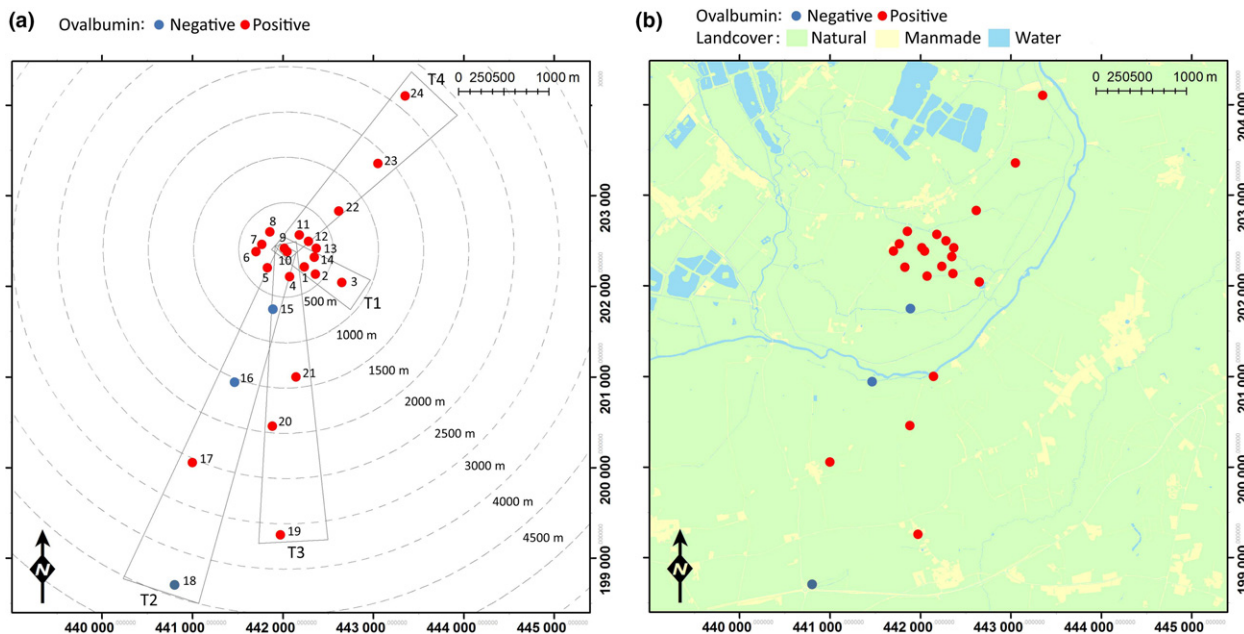 (a) Ovalbumin: Negative Positive
0 250500 1000 m
T4
24
23
22
8
11
7
9
12
13
6
10
14
5
4
1
2
3
T1
500 m
15
1000 m
1500 m
16
21
2000 m
20
2500 m
17
3000 m
4000 m
19
4500 m
T3
18
T2
N
203 000
202 000
201 000
200 000
199 000
440 000 441 000 442 000 443 000 444 000 445 000
(b) Ovalbumin: Negative Positive
Landcover: Natural Manmade Water
0 250500 1000 m
N
204 000
203 000
202 000
201 000
200 000
199 000
440 000 441 000 442 000 443 000 444 000 445 000